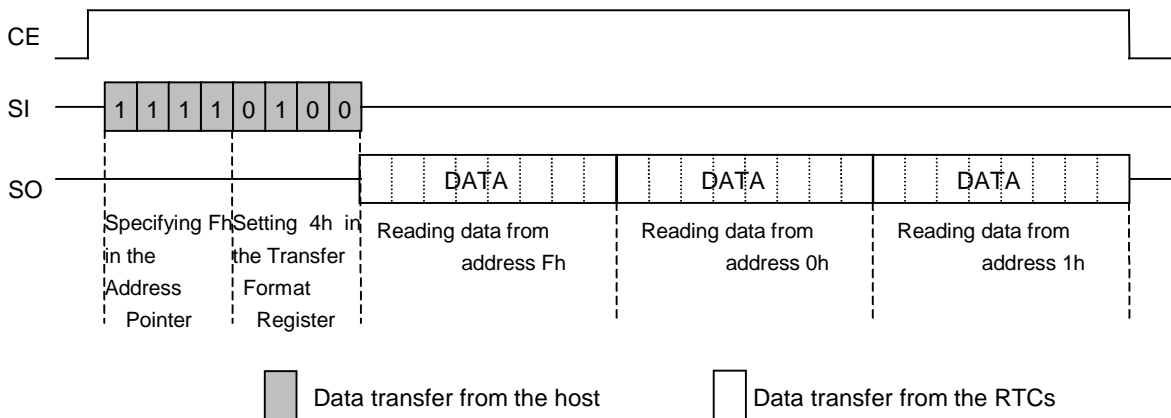 CE
SI
1 1 1 1 0 1 0 0
SO
DATA DATA DATA
Specifying Fh
in the
Address
Pointer
Setting 4h in
the Transfer
Format
Register
Reading data from
address Fh
Reading data from
address 0h
Reading data from
address 1h
Data transfer from the host
Data transfer from the RTCs